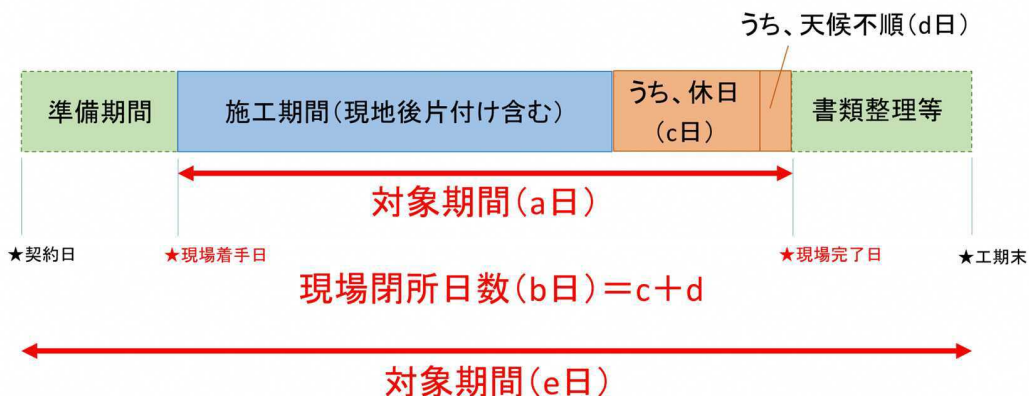 うち、天候不順(d日)
準備期間
施工期間(現地後片付け含む)
うち、休日
(c日)
書類整理等
対象期間(a日)
★契約日
★現場着手日
★現場完了日
★工期末
現場閉所日数(b日)=c+d
対象期間(e日)